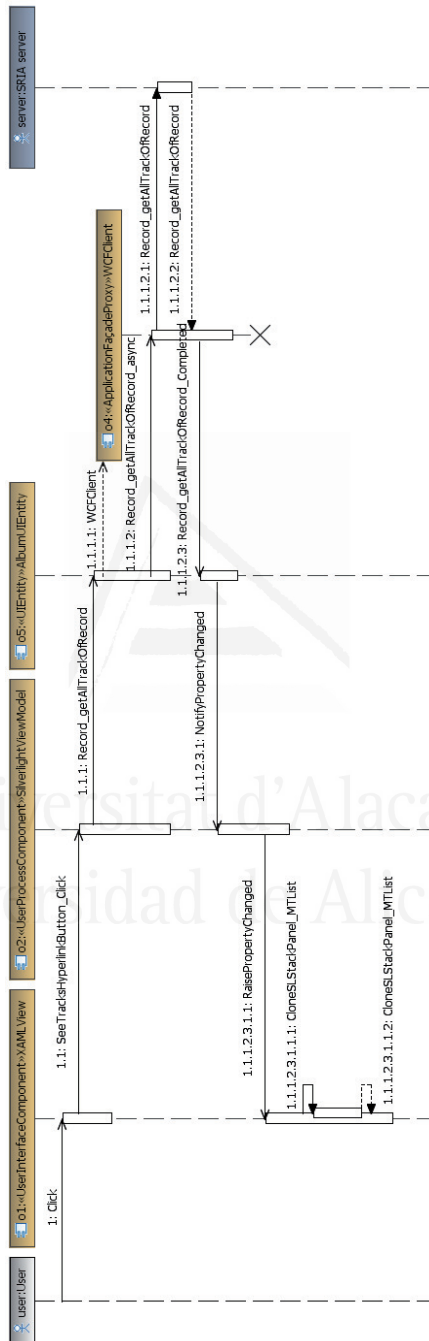 user:User
o1:«UserInterfaceComponent»XAMLView
o2:«UserProcessComponent»SilverlightViewModel
o5:«UIEntity»AlbumUIEntity
server:SRIA server
o4:«ApplicationFaçadeProxy»WCFClient
1: Click
1.1: SeeTracksHyperlinkButton_Click
1.1.1: Record_getAllTrackOfRecord
1.1.1.1: WCFClient
1.1.1.2: Record_getAllTrackOfRecord_async
1.1.1.2.1: Record_getAllTrackOfRecord
1.1.1.2.2: Record_getAllTrackOfRecord
1.1.1.2.3: Record_getAllTrackOfRecord_Completed
1.1.1.2.3.1: NotifyPropertyChanged
1.1.1.2.3.1.1: RaisePropertyChanged
1.1.1.2.3.1.1.1: CloneSLStackPanel_MTList
1.1.1.2.3.1.1.2: CloneSLStackPanel_MTList
versitat d'Alaca
ersidad de Alic